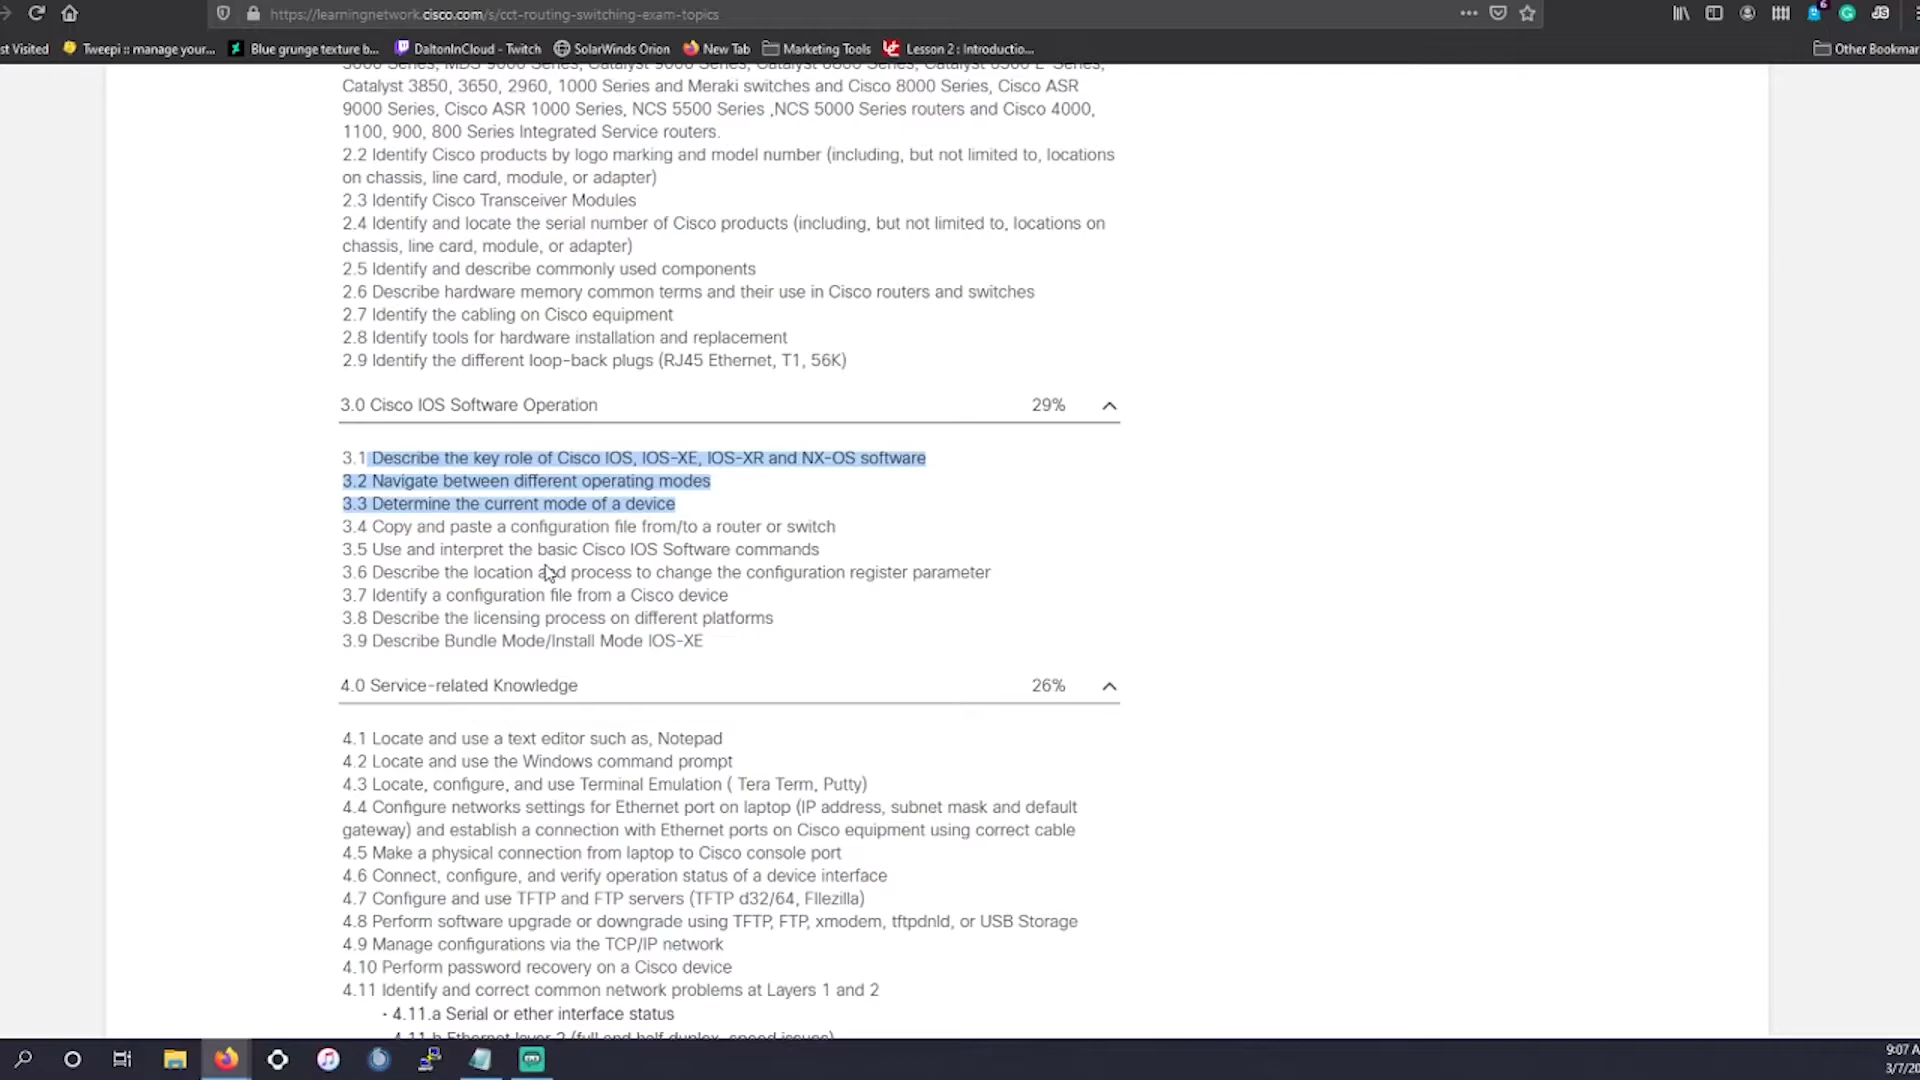 https://learningnetwork.cisco.com/s/cct-routing-switching-exam-topics
6
st Visited
Tweepi :: manage your...
Blue grunge texture b...
DaltonInCloud - Twitch
SolarWinds Orion
New Tab
Marketing Tools
Lesson 2 : Introductio...
Other Bookmar
Catalyst 3850, 3650, 2960, 1000 Series and Meraki switches and Cisco 8000 Series, Cisco ASR
9000 Series, Cisco ASR 1000 Series, NCS 5500 Series ,NCS 5000 Series routers and Cisco 4000,
1100, 900, 800 Series Integrated Service routers.
2.2 Identify Cisco products by logo marking and model number (including, but not limited to, locations
on chassis, line card, module, or adapter)
2.3 Identify Cisco Transceiver Modules
2.4 Identify and locate the serial number of Cisco products (including, but not limited to, locations on
chassis, line card, module, or adapter)
2.5 Identify and describe commonly used components
2.6 Describe hardware memory common terms and their use in Cisco routers and switches
2.7 Identify the cabling on Cisco equipment
2.8 Identify tools for hardware installation and replacement
2.9 Identify the different loop-back plugs (RJ45 Ethernet, T1, 56K)
3.0 Cisco IOS Software Operation 29%
3.1 Describe the key role of Cisco IOS, IOS-XE, IOS-XR and NX-OS software
3.2 Navigate between different operating modes
3.3 Determine the current mode of a device
3.4 Copy and paste a configuration file from/to a router or switch
3.5 Use and interpret the basic Cisco IOS Software commands
3.6 Describe the location and process to change the configuration register parameter
3.7 Identify a configuration file from a Cisco device
3.8 Describe the licensing process on different platforms
3.9 Describe Bundle Mode/Install Mode IOS-XE
4.0 Service-related Knowledge 26%
4.1 Locate and use a text editor such as, Notepad
4.2 Locate and use the Windows command prompt
4.3 Locate, configure, and use Terminal Emulation ( Tera Term, Putty)
4.4 Configure networks settings for Ethernet port on laptop (IP address, subnet mask and default
gateway) and establish a connection with Ethernet ports on Cisco equipment using correct cable
4.5 Make a physical connection from laptop to Cisco console port
4.6 Connect, configure, and verify operation status of a device interface
4.7 Configure and use TFTP and FTP servers (TFTP d32/64, FIlezilla)
4.8 Perform software upgrade or downgrade using TFTP, FTP, xmodem, tftpdnld, or USB Storage
4.9 Manage configurations via the TCP/IP network
4.10 Perform password recovery on a Cisco device
4.11 Identify and correct common network problems at Layers 1 and 2
• 4.11.a Serial or ether interface status
4.11.b Ethernet layer 2 (full and half duplex, speed issues)
9:07 A
3/7/20